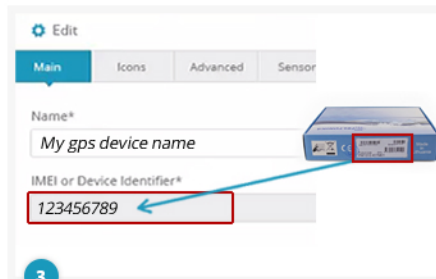 Edit
Main Icons Advanced Sensor
Name*
My gps device name
IMEI or Device Identifier*
123456789
3